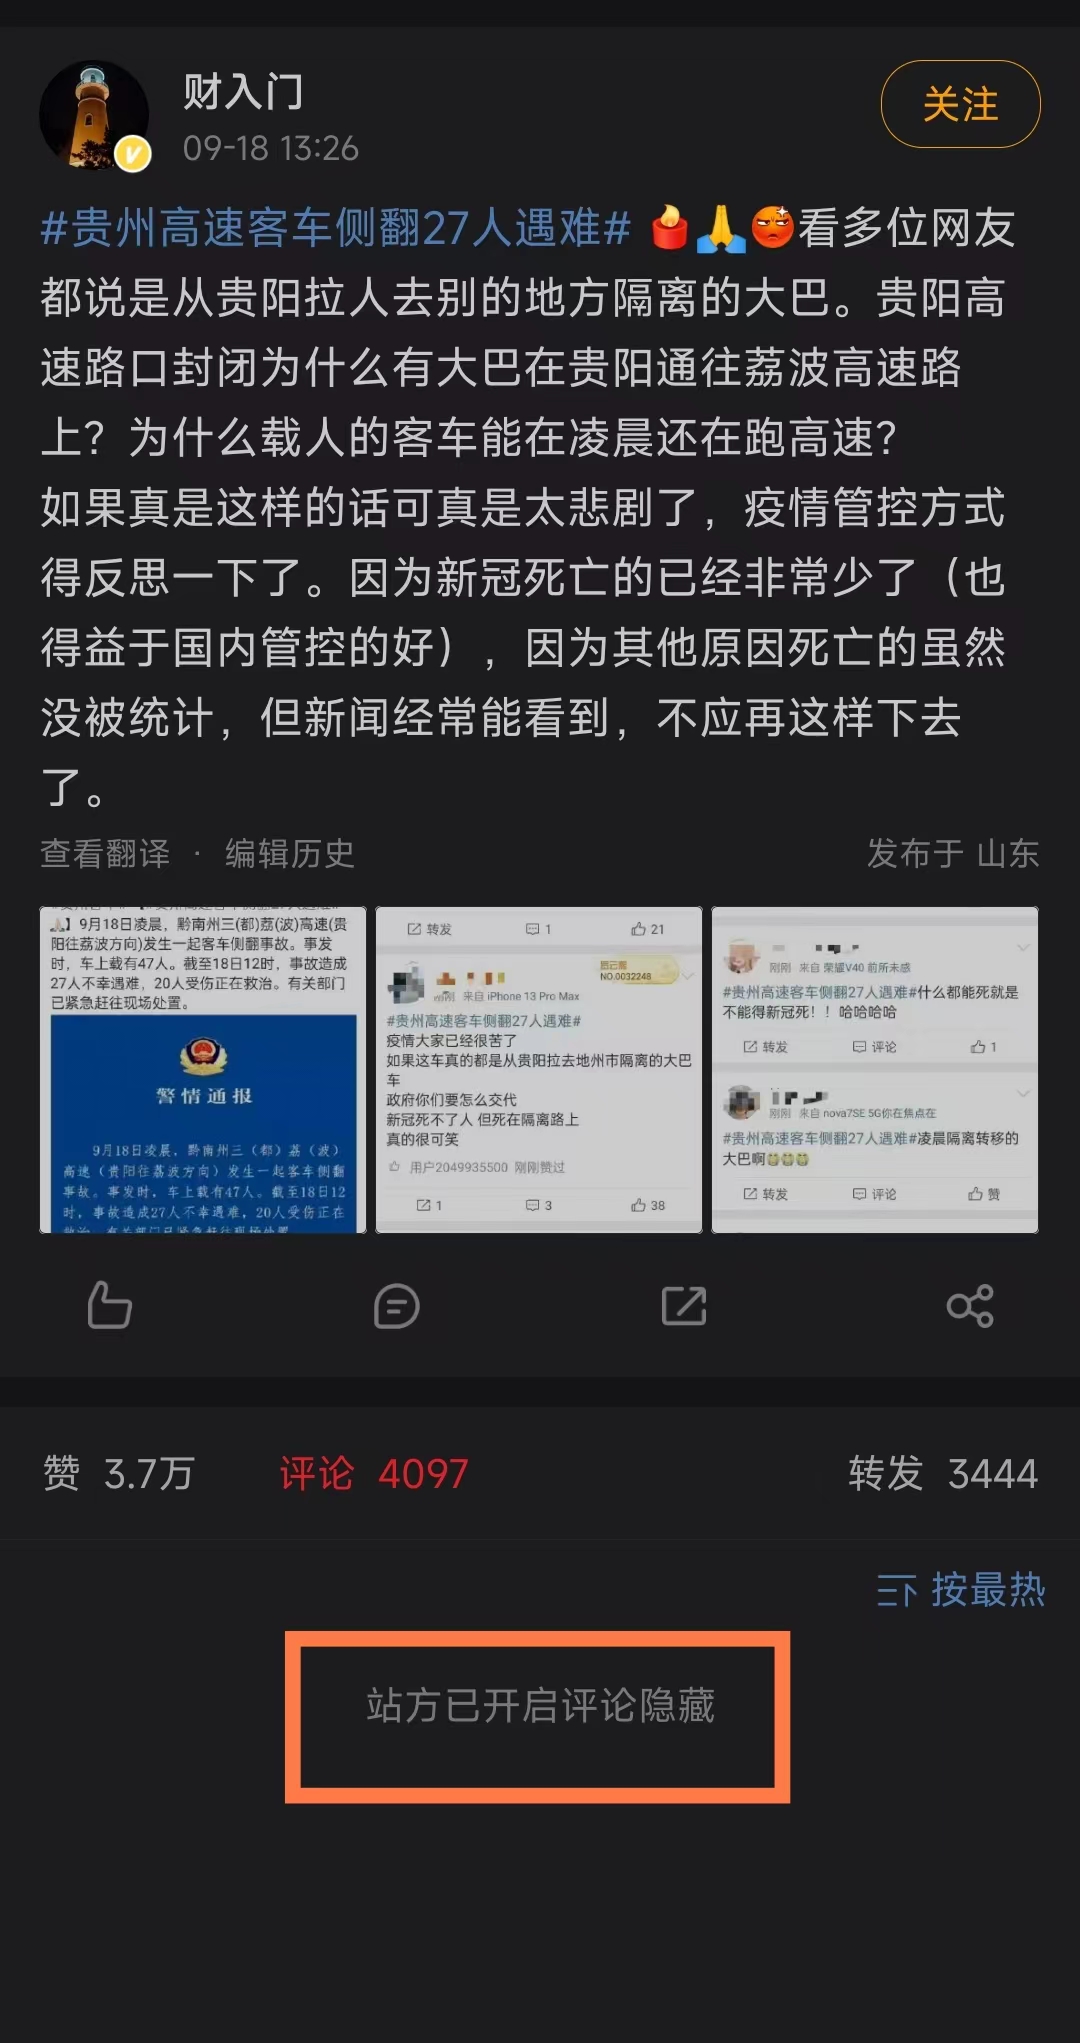 财入门
09-18 13:26
关注
#贵州高速客车侧翻27人遇难# 看多位网友
都说是从贵阳拉人去别的地方隔离的大巴。贵阳高
速路口封闭为什么有大巴在贵阳通往荔波高速路
上？为什么载人的客车能在凌晨还在跑高速？
如果真是这样的话可真是太悲剧了，疫情管控方式
得反思一下了。因为新冠死亡的已经非常少了（也
得益于国内管控的好），因为其他原因死亡的虽然
没被统计，但新闻经常能看到，不应再这样下去
了。
查看翻译 · 编辑历史
发布于 山东
】9月18日凌晨，黔南州三(都)荔(波)高速(贵
阳往荔波方向)发生一起客车侧翻事故。事发
时，车上载有47人。截至18日12时，事故造成
27人不幸遇难，20人受伤正在救治。有关部门
已紧急赶往现场处置。
警情通报
9月18日凌晨，黔南州三（都）荔（波）
高速（贵阳往荔波方向）发生一起客车侧翻
事故。事发时，车上载有47人。截至18日12
时，事故造成27人不幸遇难，20人受伤正在
转发 1 21
NO.0032248
刚刚 来自 iPhone 13 Pro Max
#贵州高速客车侧翻27人遇难#
疫情大家已经很苦了
如果这车真的都是从贵阳拉去地州市隔离的大巴
车
政府你们要怎么交代
新冠死不了人 但死在隔离路上
真的很可笑
用户2049935500 刚刚赞过
1 3 38
刚刚 来自 荣耀V40 前所未感
#贵州高速客车侧翻27人遇难#什么都能死就是
不能得新冠死！！哈哈哈哈
转发 评论 1
刚刚 来自 nova7SE 5G你在焦点在
#贵州高速客车侧翻27人遇难#凌晨隔离转移的
大巴啊
转发 评论 赞
赞 3.7万 评论 4097 转发 3444
按最热
站方已开启评论隐藏